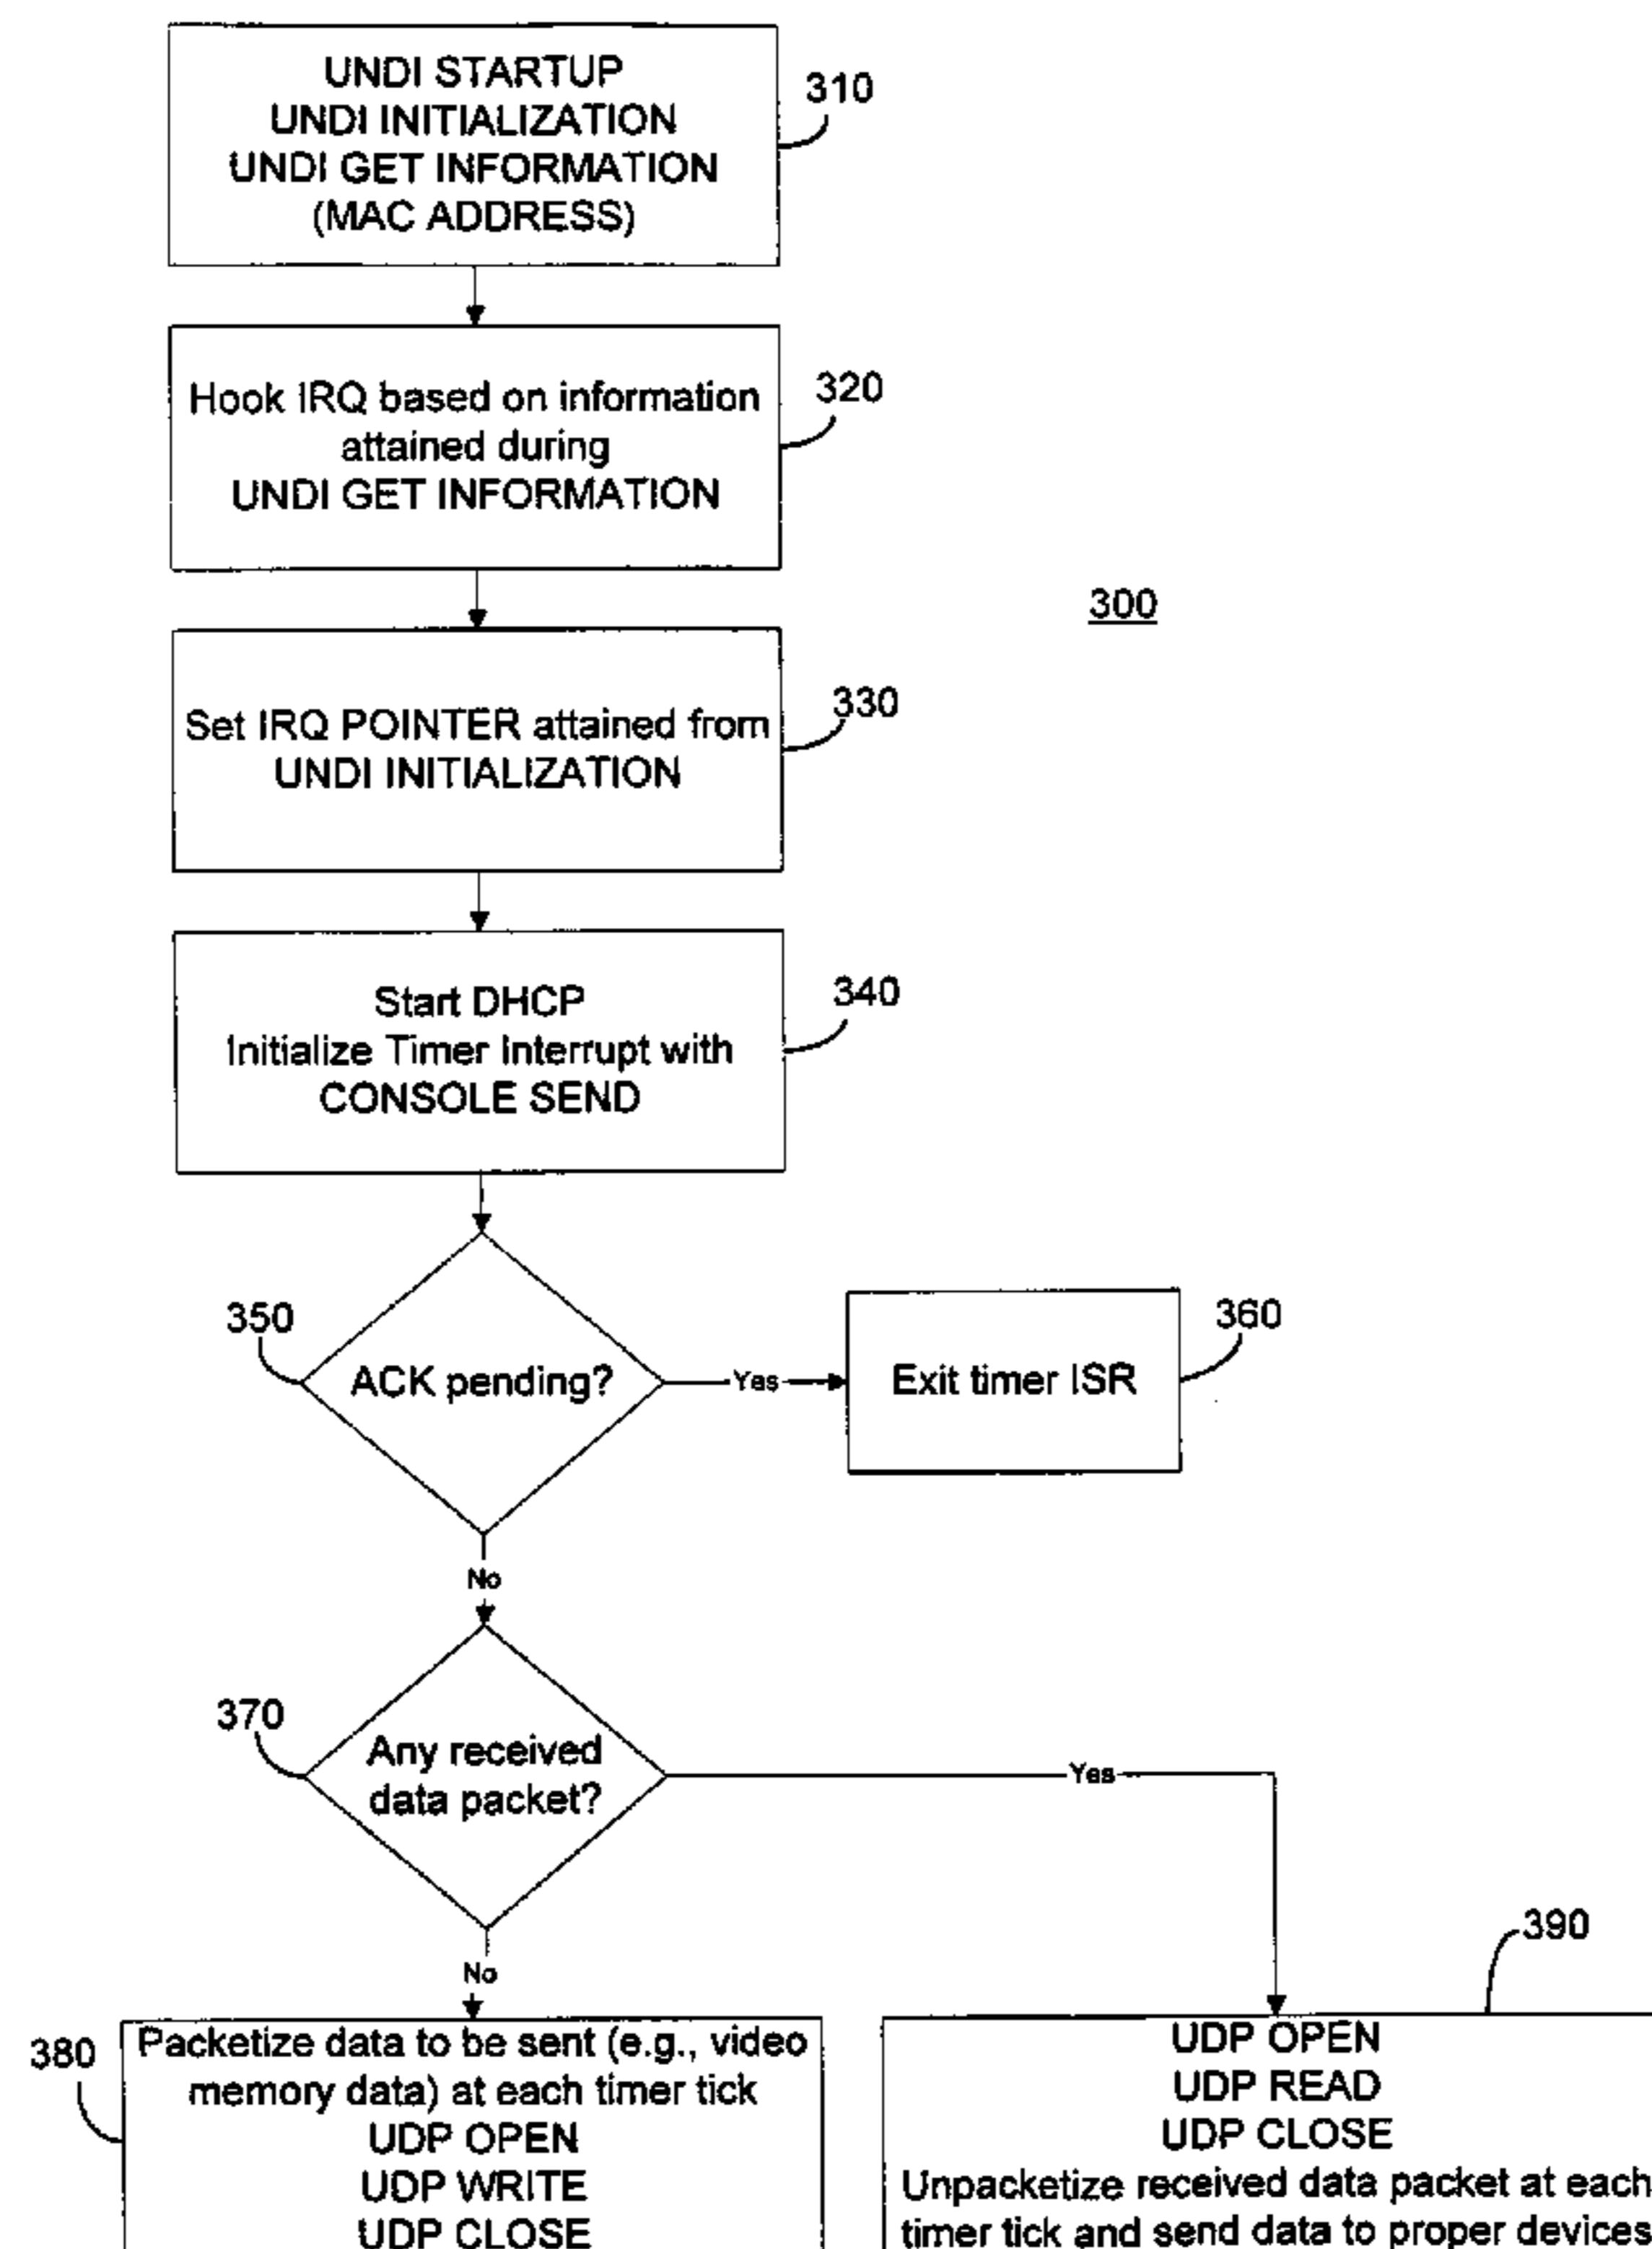 UNDI STARTUP
UNDI INITIALIZATION
UNDI GET INFORMATION
(MAC ADDRESS)
310
Hook IRQ based on information
attained during
UNDI GET INFORMATION
320
300
Set IRQ POINTER attained from
UNDI INITIALIZATION
330
Start DHCP
Initialize Timer Interrupt with
CONSOLE SEND
340
350
ACK pending?
Yes
Exit timer ISR
360
No
370
Any received
data packet?
Yes
No
390
380
Packetize data to be sent (e.g., video
memory data) at each timer tick
UDP OPEN
UDP WRITE
UDP CLOSE
UDP OPEN
UDP READ
UDP CLOSE
Unpacketize received data packet at each
timer tick and send data to proper devices